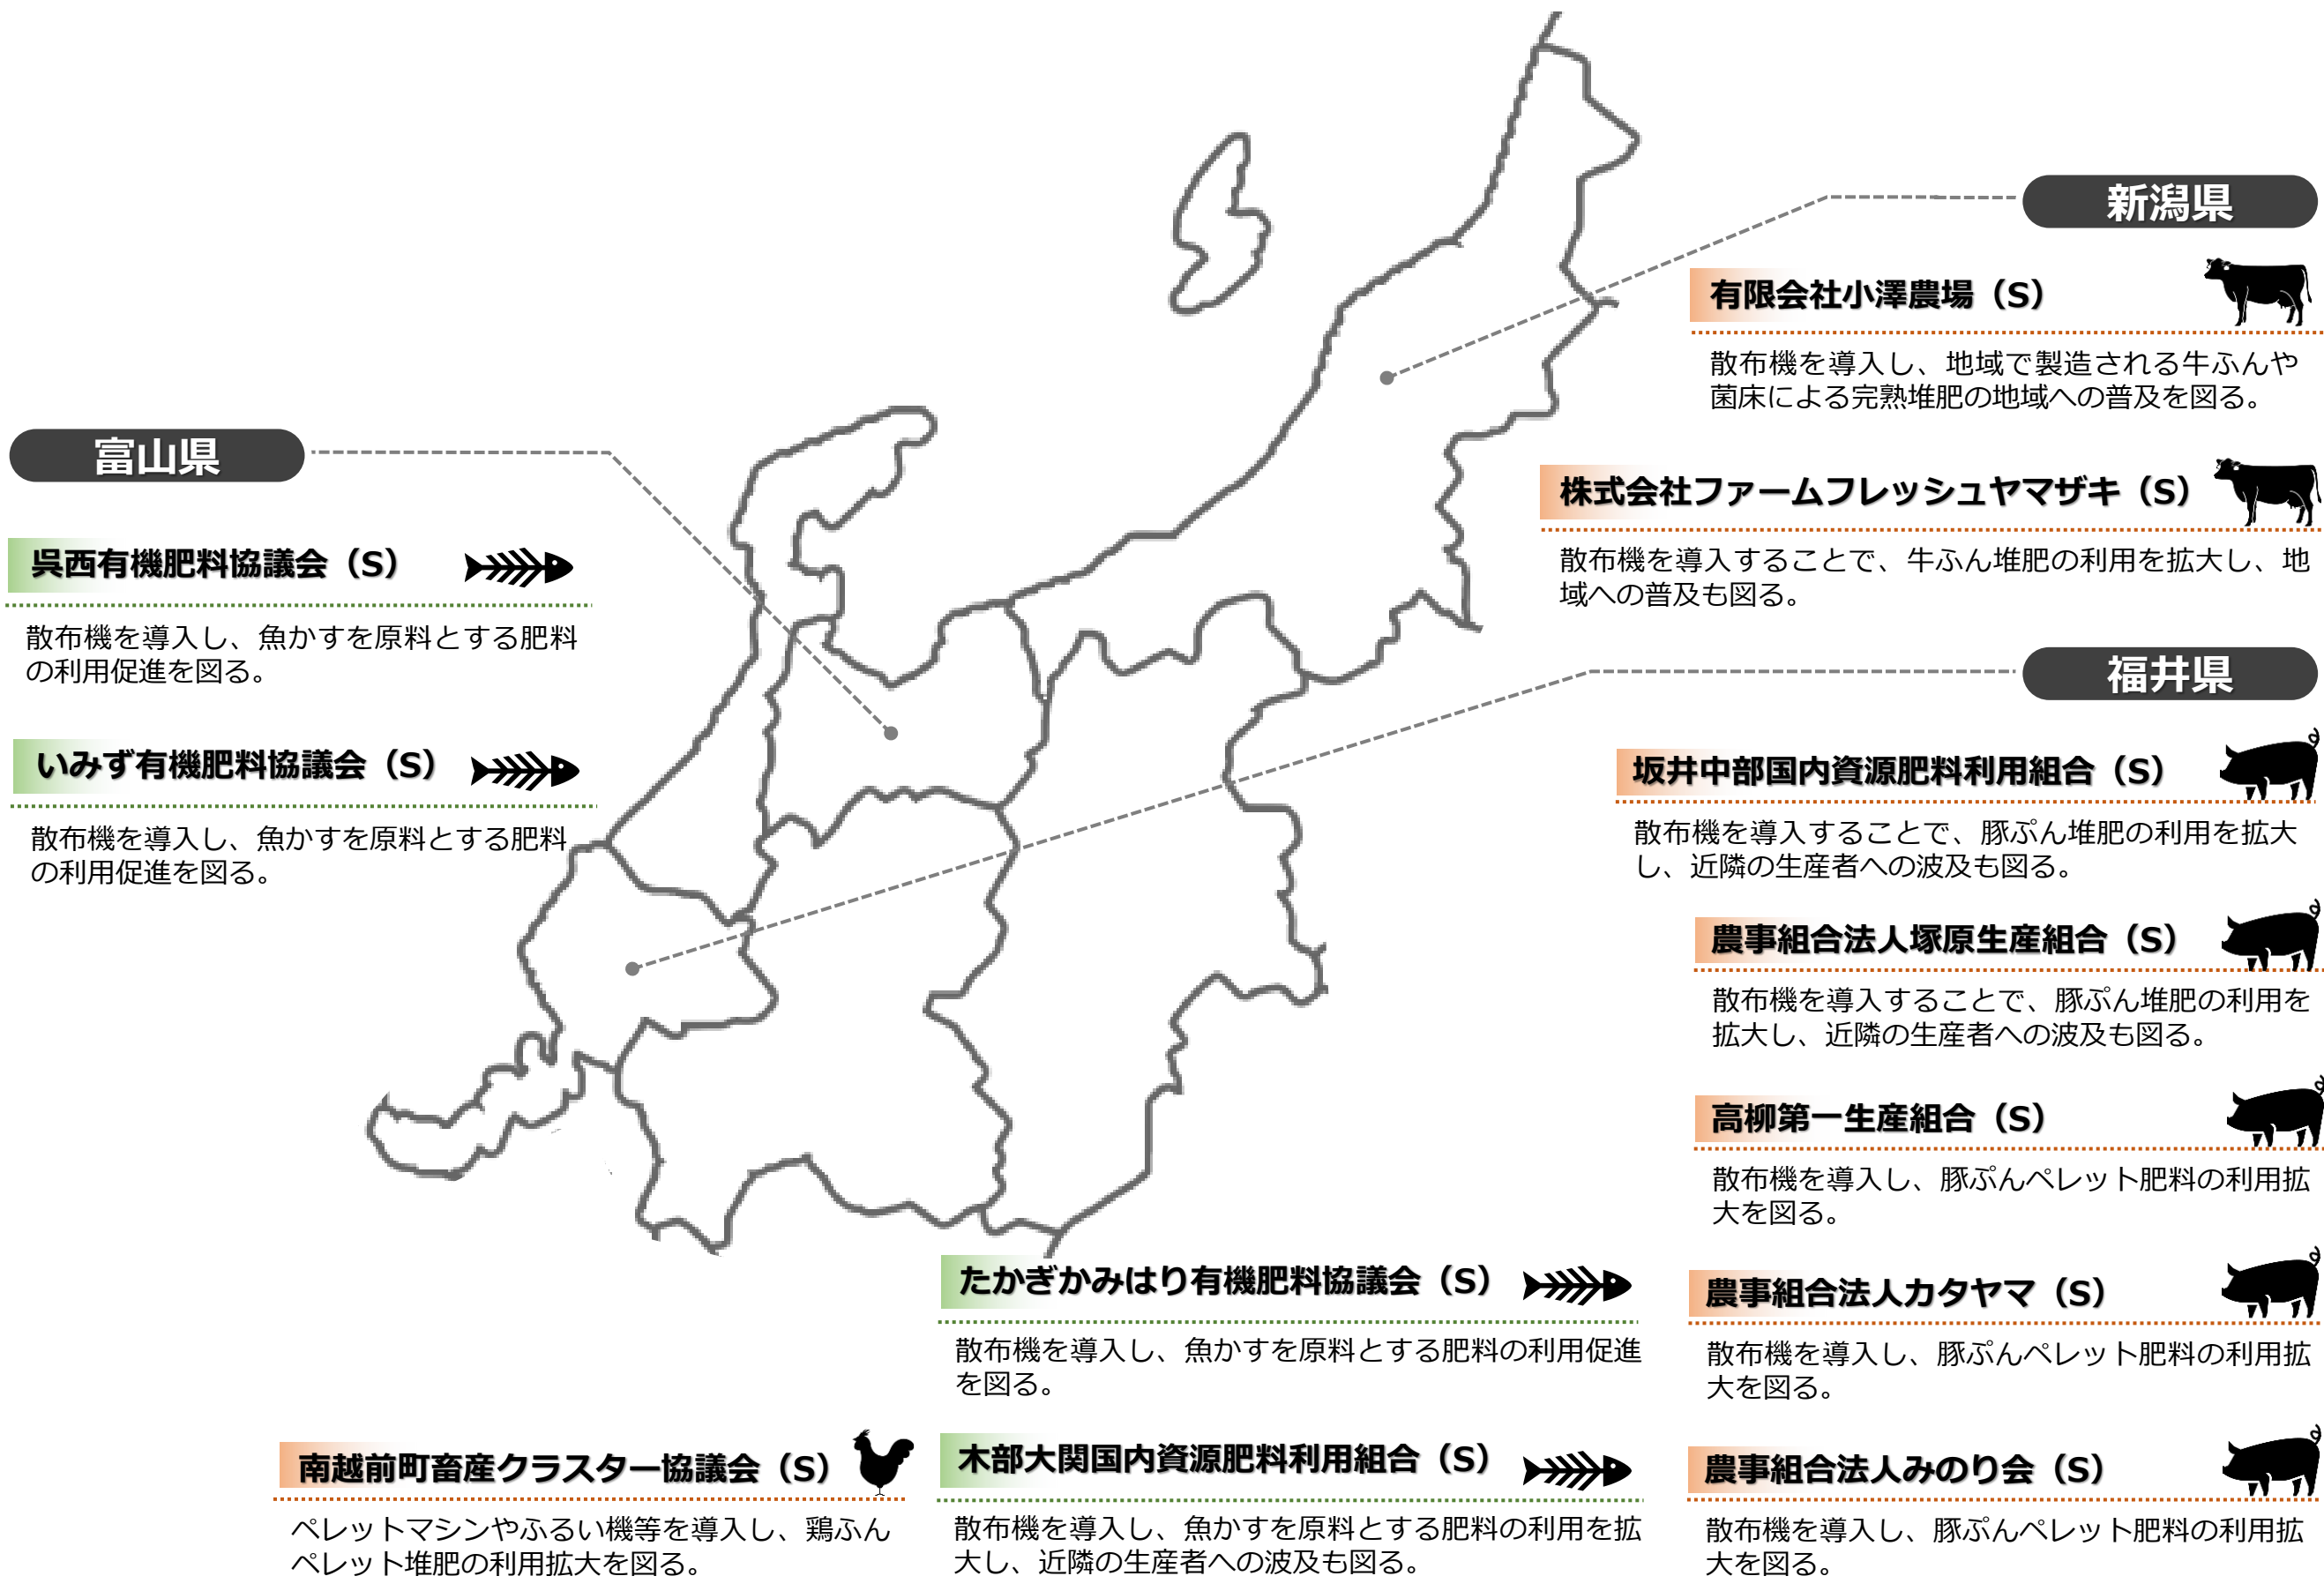 新潟県
有限会社小澤農場（S）
散布機を導入し、地域で製造される牛ふんや
菌床による完熟堆肥の地域への普及を図る。
株式会社ファームフレッシュヤマザキ（S）
散布機を導入することで、牛ふん堆肥の利用を拡大し、地
域への普及も図る。
富山県
呉西有機肥料協議会（S）
散布機を導入し、魚かすを原料とする肥料
の利用促進を図る。
いみず有機肥料協議会（S）
散布機を導入し、魚かすを原料とする肥料
の利用促進を図る。
福井県
坂井中部国内資源肥料利用組合（S）
散布機を導入することで、豚ぷん堆肥の利用を拡大
し、近隣の生産者への波及も図る。
農事組合法人塚原生産組合（S）
散布機を導入することで、豚ぷん堆肥の利用を
拡大し、近隣の生産者への波及も図る。
高柳第一生産組合（S）
散布機を導入し、豚ぷんペレット肥料の利用拡
大を図る。
農事組合法人カタヤマ（S）
散布機を導入し、豚ぷんペレット肥料の利用拡
大を図る。
農事組合法人みのり会（S）
散布機を導入し、豚ぷんペレット肥料の利用拡
大を図る。
たかぎかみはり有機肥料協議会（S）
散布機を導入し、魚かすを原料とする肥料の利用促進
を図る。
木部大関国内資源肥料利用組合（S）
散布機を導入し、魚かすを原料とする肥料の利用を拡
大し、近隣の生産者への波及も図る。
南越前町畜産クラスター協議会（S）
ペレットマシンやふるい機等を導入し、鶏ふん
ペレット堆肥の利用拡大を図る。